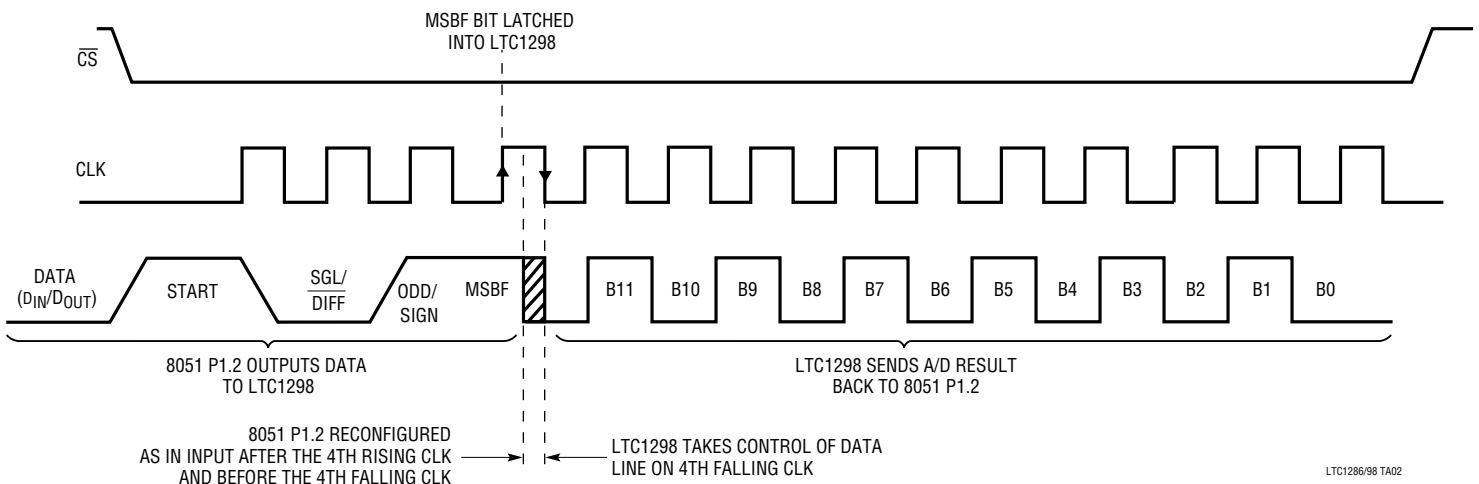 MSBF BIT LATCHED
INTO LTC1298
CS
CLK
DATA
(DIN/DOUT)
START
SGL/
DIFF
ODD/
SIGN
MSBF
B11 B10 B9 B8 B7 B6 B5 B4 B3 B2 B1 B0
8051 P1.2 OUTPUTS DATA
TO LTC1298
LTC1298 SENDS A/D RESULT
BACK TO 8051 P1.2
8051 P1.2 RECONFIGURED
AS IN INPUT AFTER THE 4TH RISING CLK
AND BEFORE THE 4TH FALLING CLK
LTC1298 TAKES CONTROL OF DATA
LINE ON 4TH FALLING CLK
LTC1286/98 TA02